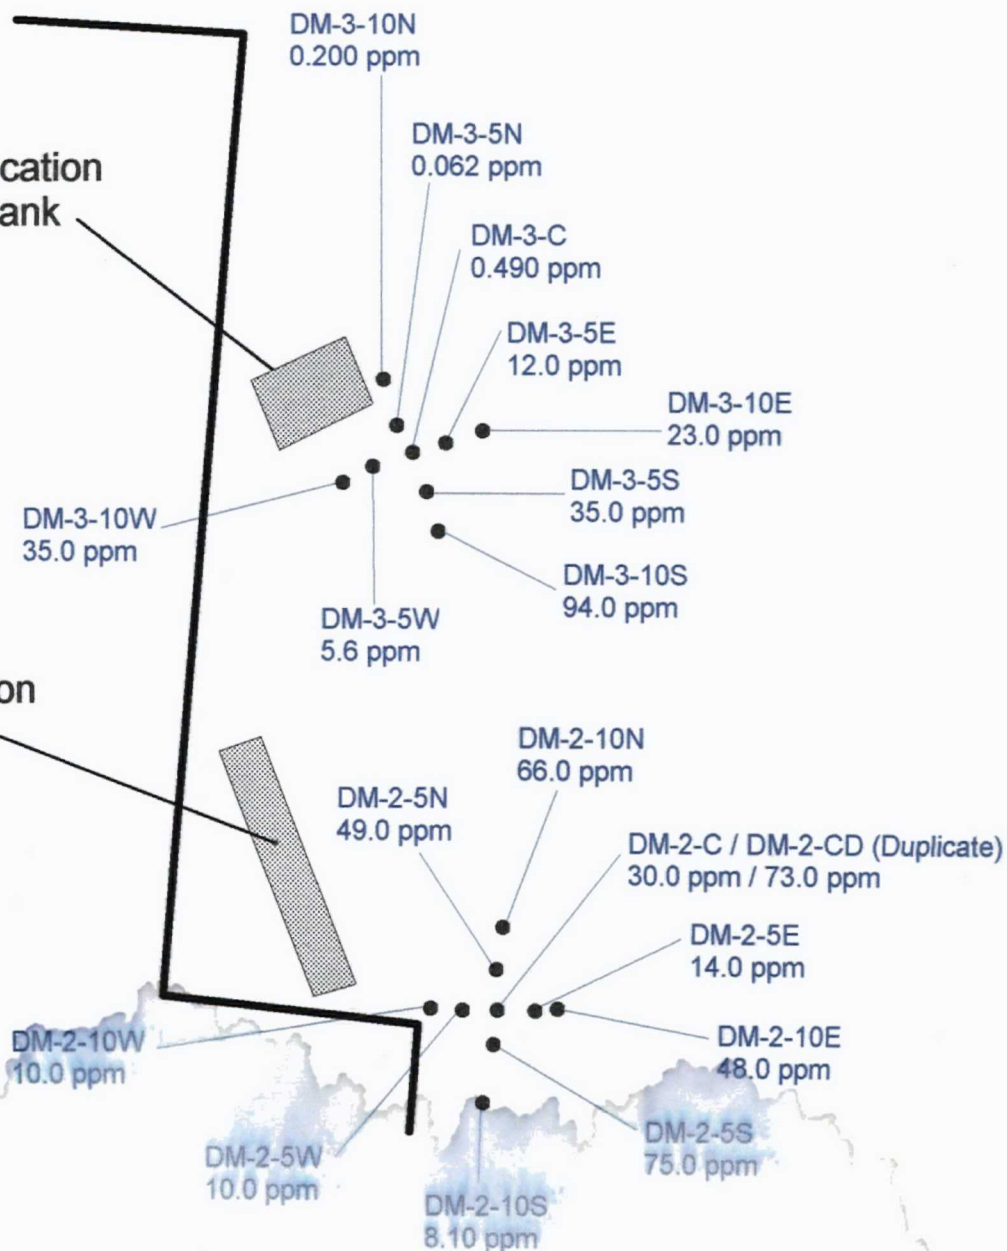 DM-3-10N
0.200 ppm
DM-3-5N
0.062 ppm
cation
ank
DM-3-C
0.490 ppm
DM-3-5E
12.0 ppm
DM-3-10E
23.0 ppm
DM-3-5S
35.0 ppm
DM-3-10W
35.0 ppm
DM-3-10S
94.0 ppm
DM-3-5W
5.6 ppm
on
DM-2-10N
66.0 ppm
DM-2-5N
49.0 ppm
DM-2-C / DM-2-CD (Duplicate)
30.0 ppm / 73.0 ppm
DM-2-5E
14.0 ppm
DM-2-10W
10.0 ppm
DM-2-10E
48.0 ppm
DM-2-5S
75.0 ppm
DM-2-5W
10.0 ppm
DM-2-10S
8.10 ppm